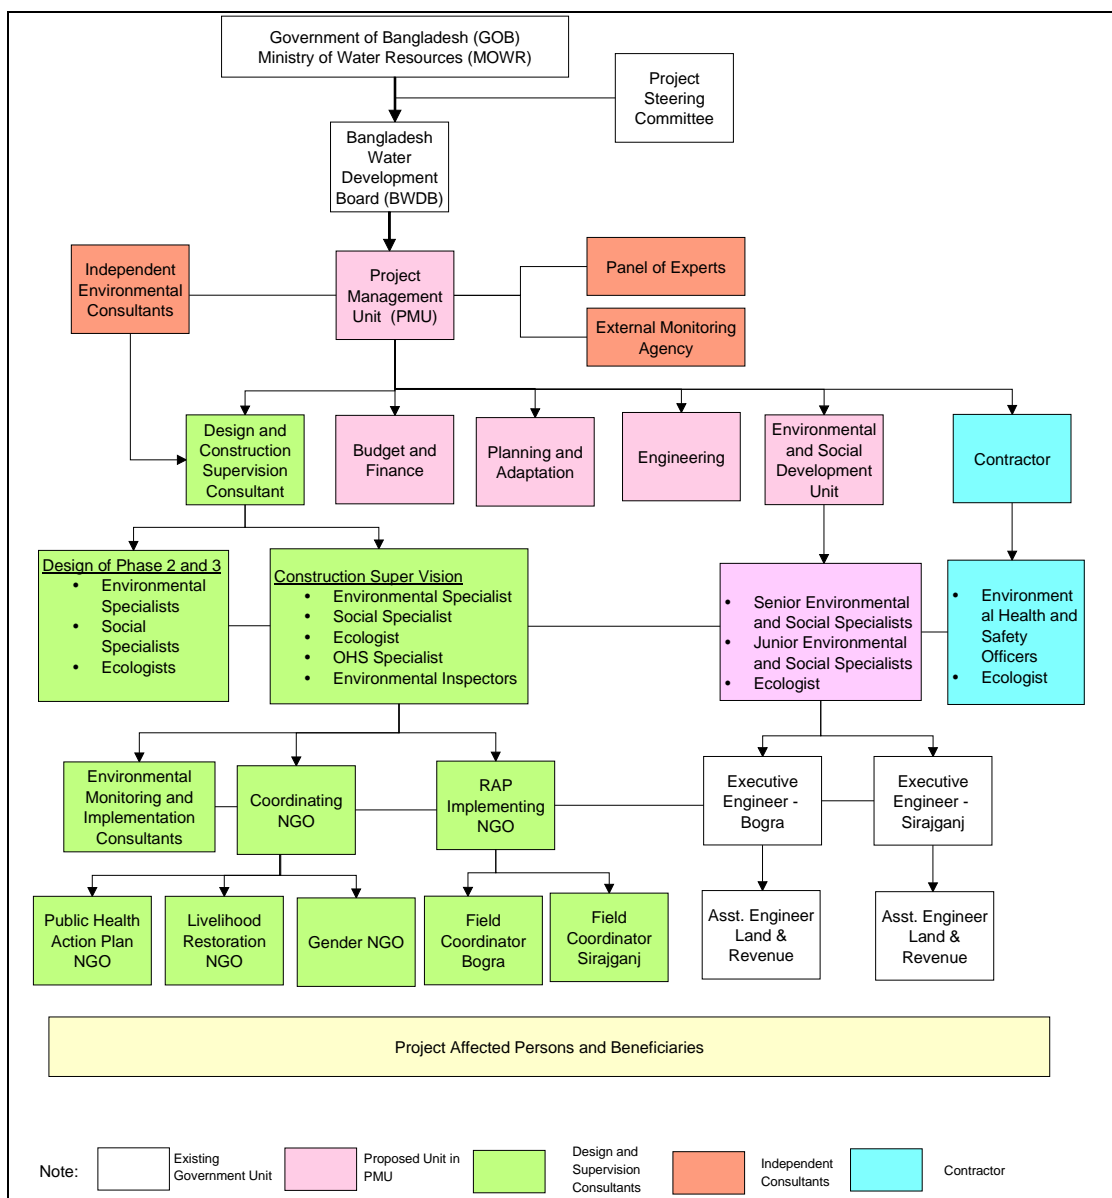 Government of Bangladesh (GOB)
Ministry of Water Resources (MOWR)
Project
Steering
Committee
Bangladesh
Water
Development
Board (BWDB)
Independent
Environmental
Consultants
Project
Management
Unit (PMU)
Panel of Experts
External Monitoring
Agency
Design and
Construction
Supervision
Consultant
Budget and
Finance
Planning and
Adaptation
Engineering
Environmental
and Social
Development
Unit
Contractor
Design of Phase 2 and 3
• Environmental
Specialists
• Social
Specialists
• Ecologists
Construction Super Vision
• Environmental Specialist
• Social Specialist
• Ecologist
• OHS Specialist
• Environmental Inspectors
• Senior Environmental
and Social Specialists
• Junior Environmental
and Social Specialists
• Ecologist
• Environment
al Health and
Safety
Officers
• Ecologist
Environmental
Monitoring and
Implementation
Consultants
Coordinating
NGO
RAP
Implementing
NGO
Executive
Engineer -
Bogra
Executive
Engineer -
Sirajganj
Public Health
Action Plan
NGO
Livelihood
Restoration
NGO
Gender NGO
Field
Coordinator
Bogra
Field
Coordinator
Sirajganj
Asst. Engineer
Land &
Revenue
Asst. Engineer
Land &
Revenue
Project Affected Persons and Beneficiaries
Note:
Existing
Government Unit
Proposed Unit in
PMU
Design and
Supervision
Consultants
Independent
Consultants
Contractor